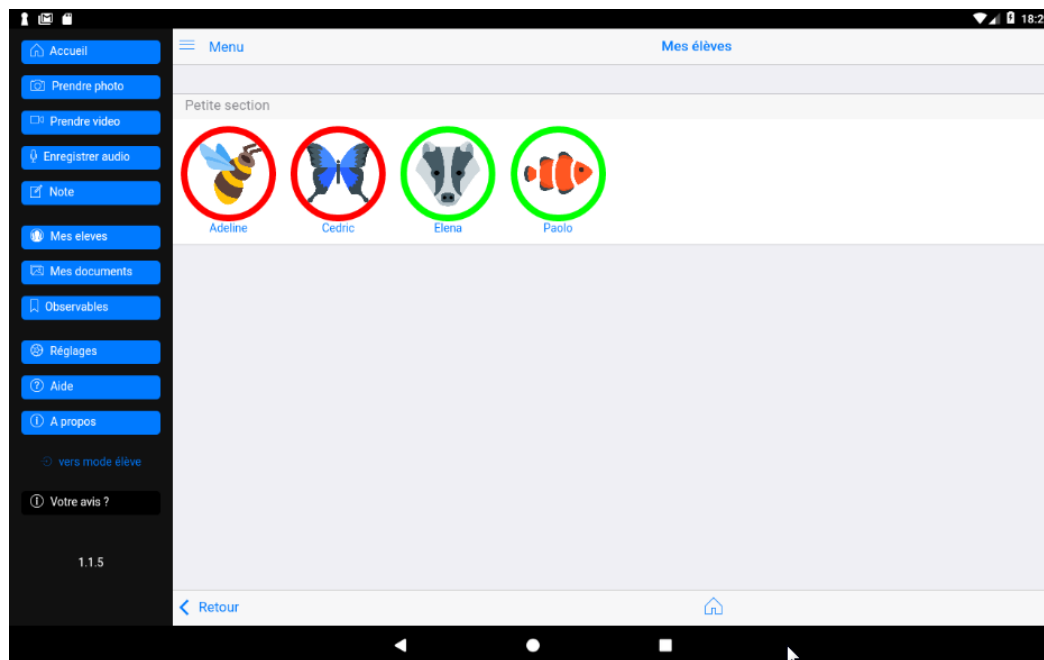 18:2
Accueil
Prendre photo
Prendre video
Enregistrer audio
Note
Mes eleves
Mes documents
Observables
Réglages
Aide
A propos
vers mode élève
Votre avis ?
1.1.5
Menu
Mes élèves
Petite section
Adeline Cedric Elena Paolo
Retour